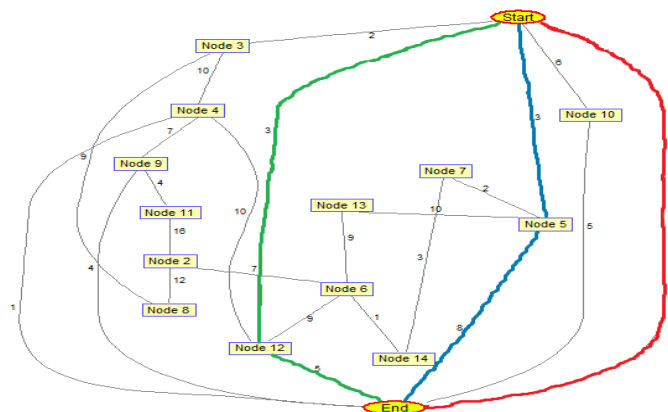 Start
2
Node 3
10
6
Node 4
Node 10
3
3
7
9
Node 9
Node 7
4
2
Node 11
Node 13
10
10
Node 5
16
5
9
Node 2
4
7
3
12
Node 6
1
Node 8
9
1
8
Node 12
Node 14
5
End